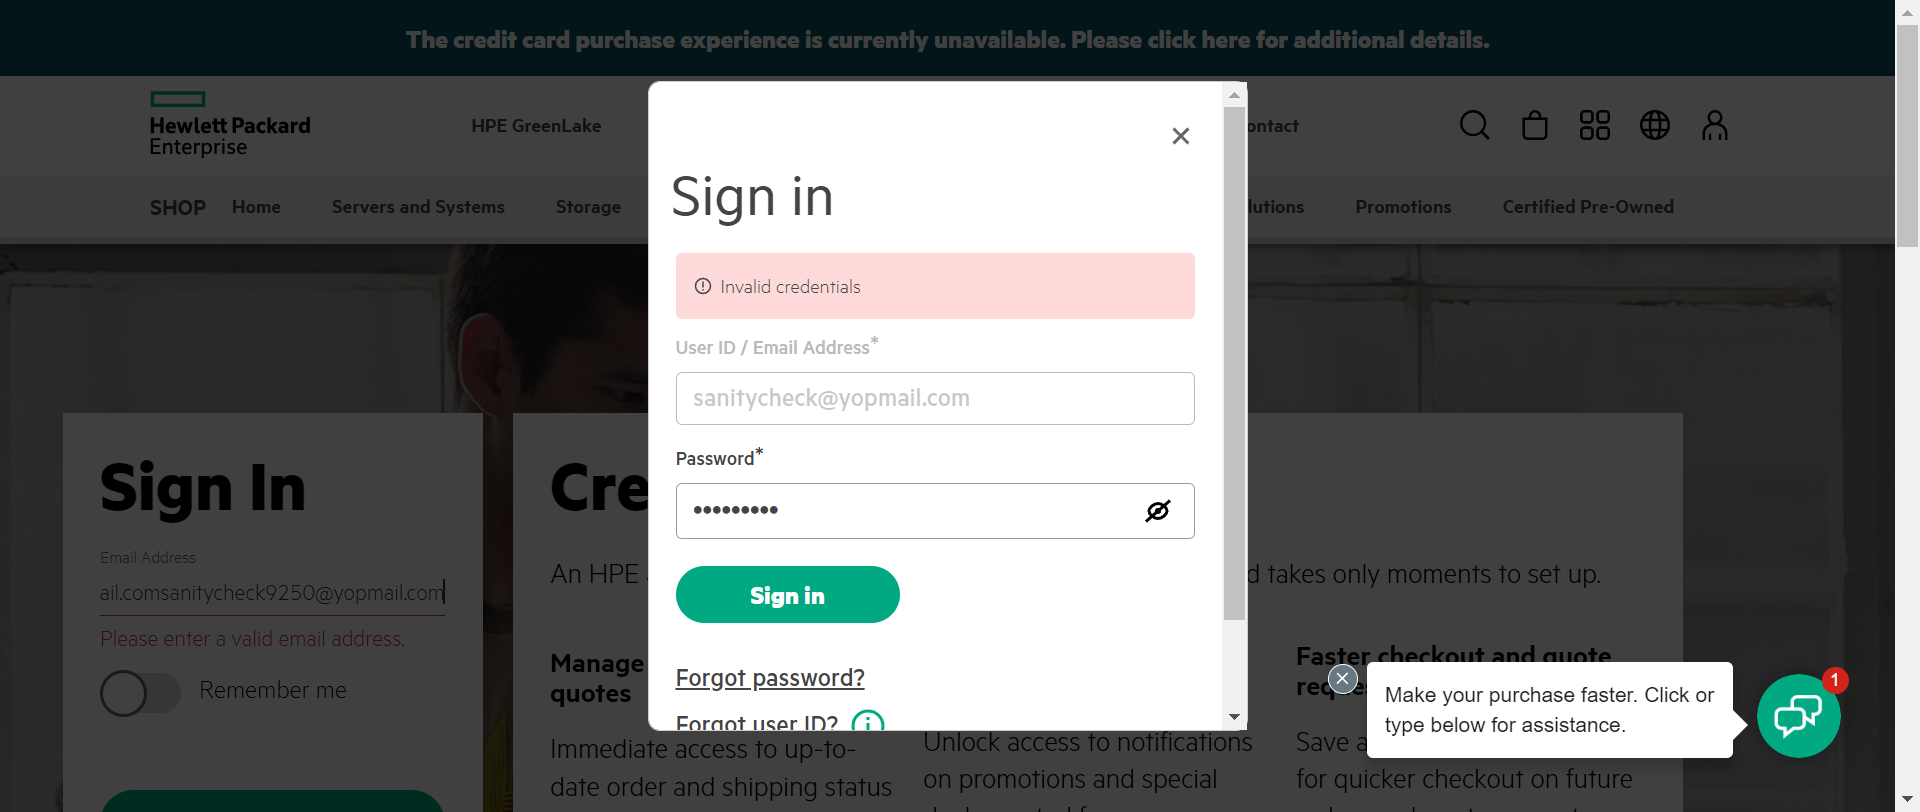 The credit card purchase experience is currently unavailable. Please click here for additional details.
Hewlett Packard
Enterprise
HPE GreenLake
ontact
SHOP
Home
Servers and Systems
Storage
lutions
Promotions
Certified Pre-Owned
Sign in
Invalid credentials
User ID / Email Address*
sanitycheck@yopmail.com
Password*
•••••••••
Sign in
Forgot password?
Forgot user ID?
Sign In
Email Address
ail.comsanitycheck9250@yopmail.com
Please enter a valid email address.
Remember me
Cre
An HPE
d takes only moments to set up.
Manage
quotes
Immediate access to up-to-
date order and shipping status
Unlock access to notifications
on promotions and special
Faster checkout and quote
req
Save a
for quicker checkout on future
Make your purchase faster. Click or
type below for assistance.
1